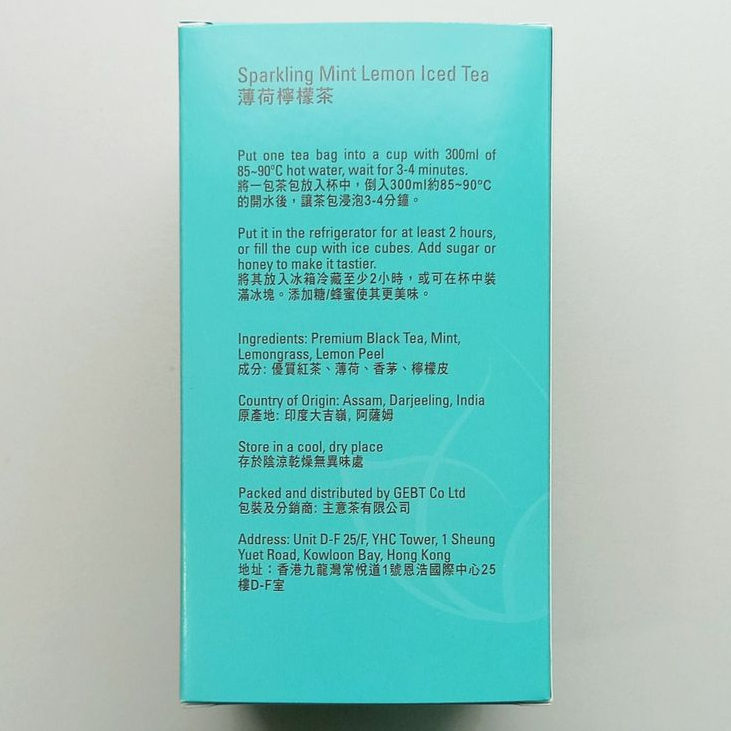 Sparkling Mint Lemon Iced Tea
薄荷檸檬茶
Put one tea bag into a cup with 300ml of
85~90°C hot water, wait for 3-4 minutes.
將一包茶包放入杯中，倒入300ml約85~90°C
的開水後，讓茶包浸泡3-4分鐘。
Put it in the refrigerator for at least 2 hours,
or fill the cup with ice cubes. Add sugar or
honey to make it tastier.
將其放入冰箱冷藏至少2小時，或可在杯中裝
滿冰塊。添加糖/蜂蜜使其更美味。
Ingredients: Premium Black Tea, Mint,
Lemongrass, Lemon Peel
成分: 優質紅茶、薄荷、香茅、檸檬皮
Country of Origin: Assam, Darjeeling, India
原產地: 印度大吉嶺, 阿薩姆
Store in a cool, dry place
存於陰涼乾燥無異味處
Packed and distributed by GEBT Co Ltd
包裝及分銷商: 主意茶有限公司
Address: Unit D-F 25/F, YHC Tower, 1 Sheung
Yuet Road, Kowloon Bay, Hong Kong
地址：香港九龍灣常悅道1號恩浩國際中心25
樓D-F室